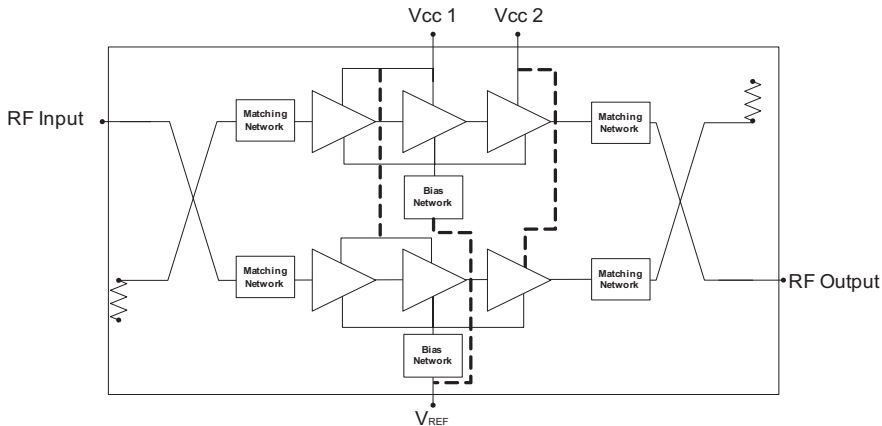 Vcc 1
Vcc 2
RF Input
Matching
Network
Matching
Network
Bias
Network
Matching
Network
Matching
Network
RF Output
Bias
Network
VREF